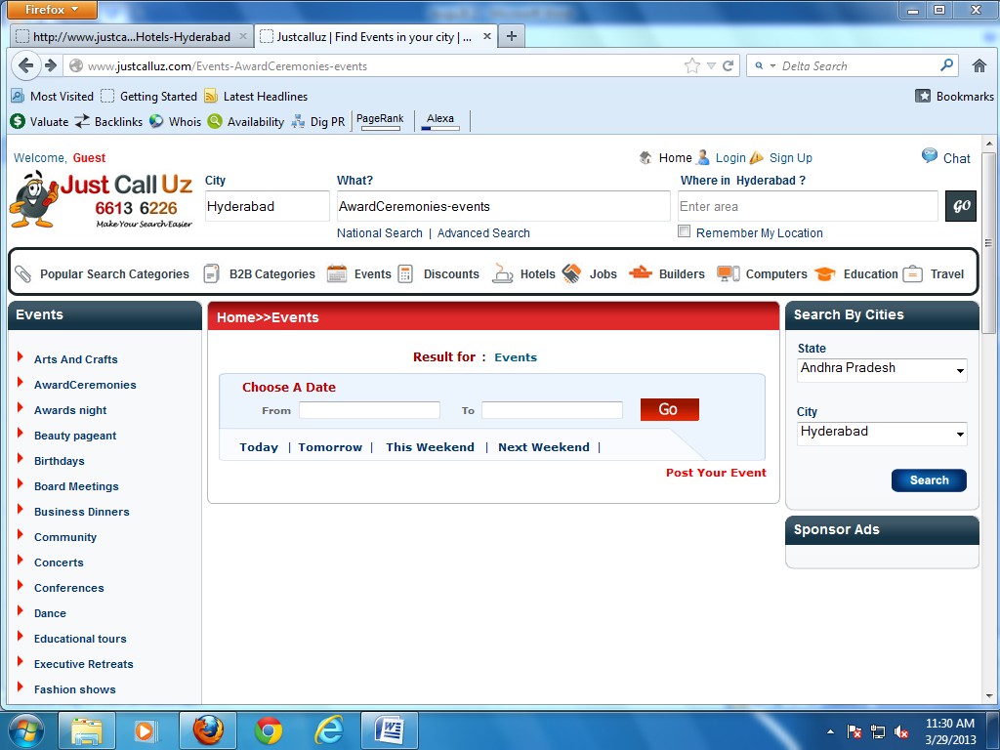 Firefox
http://www.justca...Hotels-Hyderabad
Justcalluz | Find Events in your city | ...
www.justcalluz.com/Events-AwardCeremonies-events
Delta Search
Most Visited Getting Started Latest Headlines Bookmarks
Valuate Backlinks Whois Availability Dig PR PageRank Alexa
Welcome, Guest Home Login Sign Up Chat
Just Call Uz
6613 6226
Make Your Search Easier
City What? Where in Hyderabad ?
Hyderabad AwardCeremonies-events Enter area GO
National Search | Advanced Search Remember My Location
Popular Search Categories B2B Categories Events Discounts Hotels Jobs Builders Computers Education Travel
Events
Arts And Crafts
AwardCeremonies
Awards night
Beauty pageant
Birthdays
Board Meetings
Business Dinners
Community
Concerts
Conferences
Dance
Educational tours
Executive Retreats
Fashion shows
Home>>Events
Result for : Events
Choose A Date
From To Go
Today | Tomorrow | This Weekend | Next Weekend |
Post Your Event
Search By Cities
State
Andhra Pradesh
City
Hyderabad
Search
Sponsor Ads
11:30 AM
3/29/2013